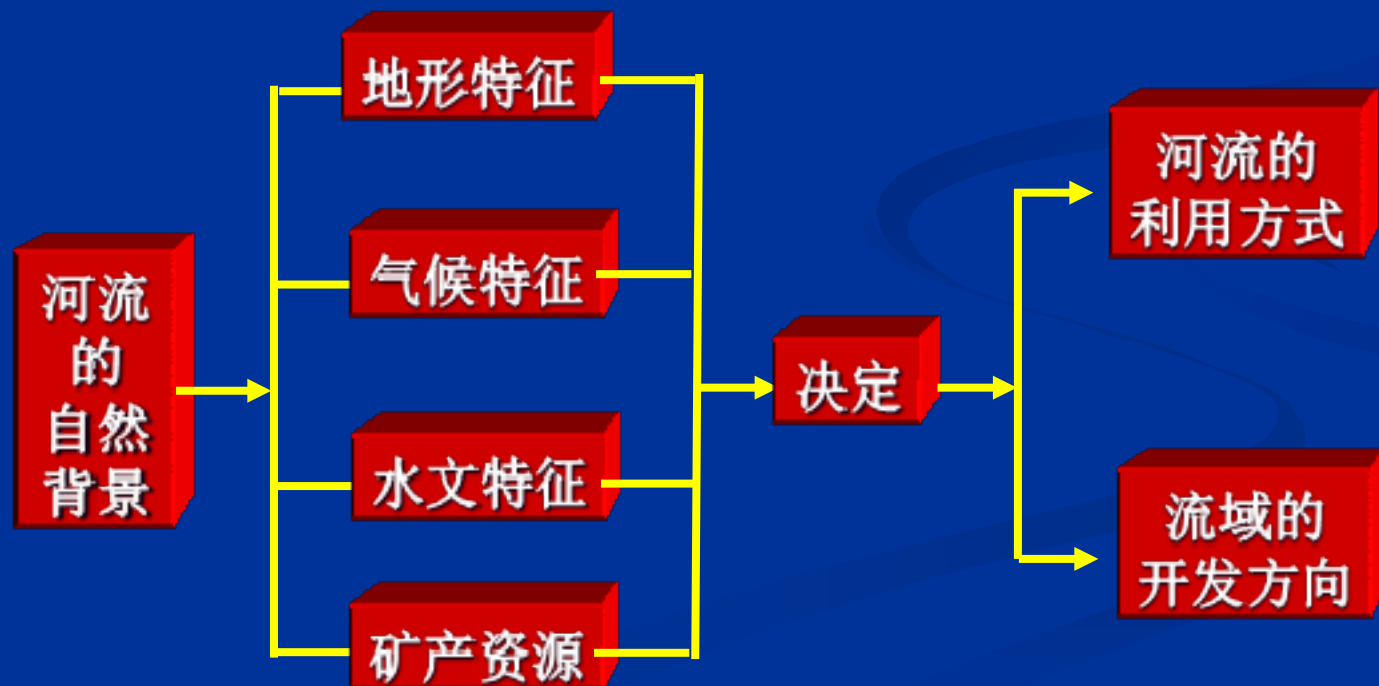 河流
的
自然
背景
地形特征
气候特征
水文特征
矿产资源
决定
河流的
利用方式
流域的
开发方向